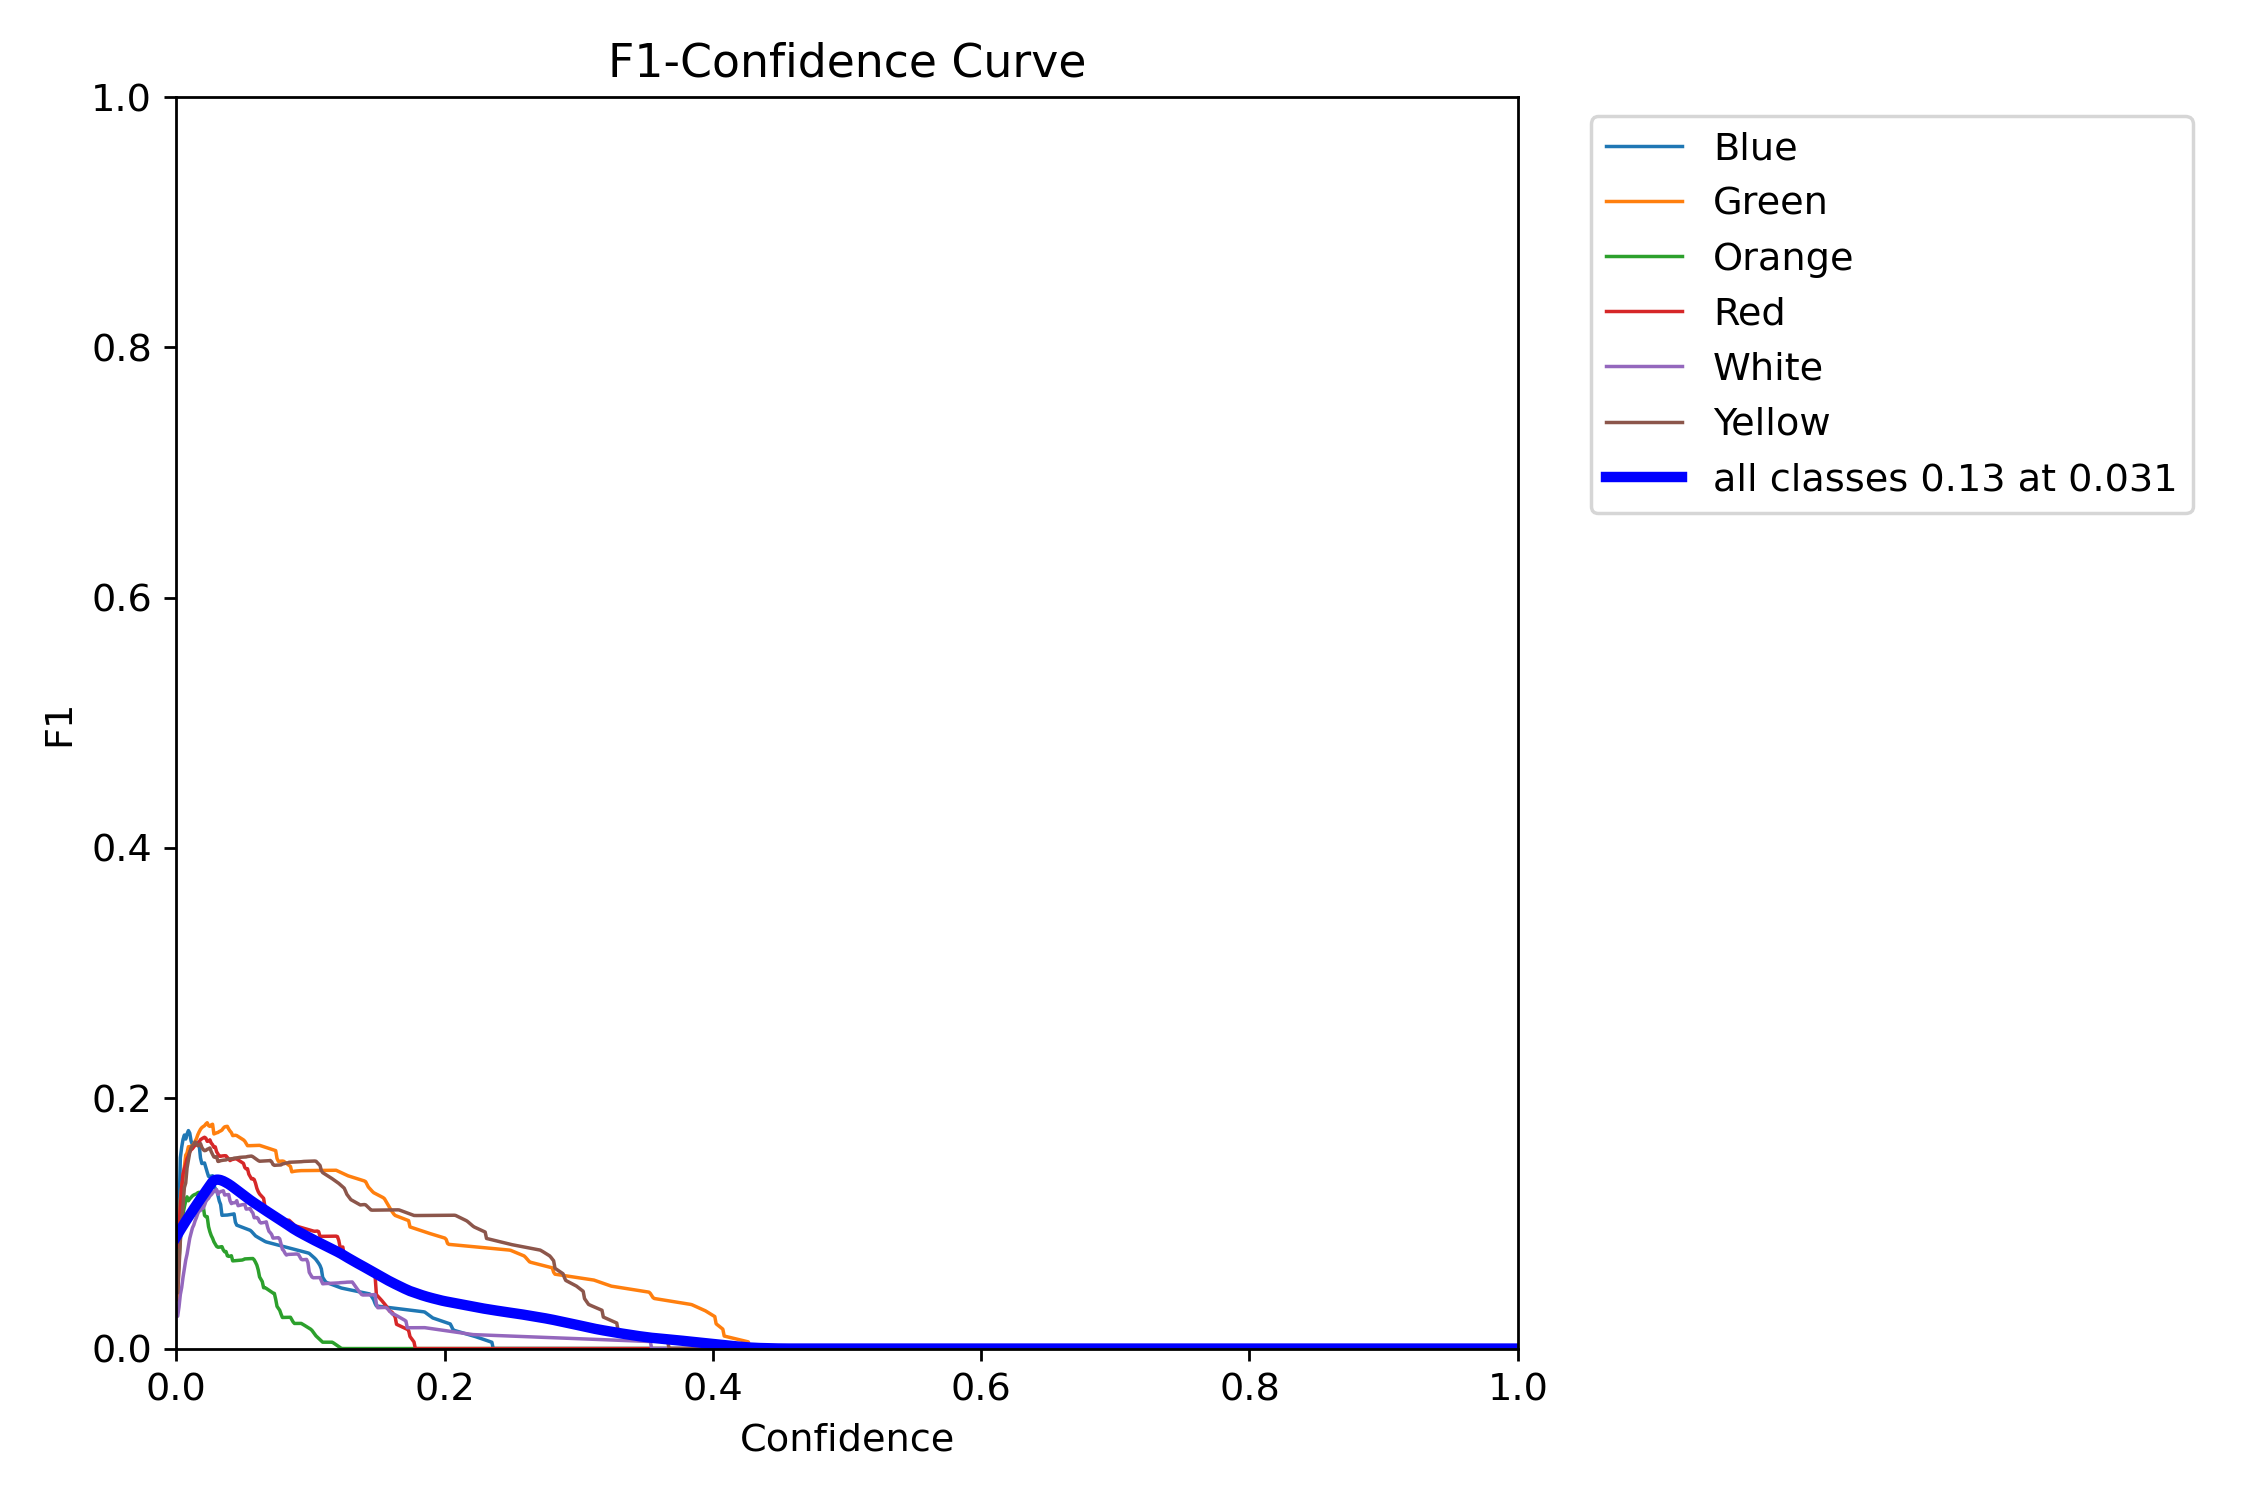 F1-Confidence Curve
1.0
0.8
0.6
0.4
0.2
0.0
F1
0.0 0.2 0.4 0.6 0.8 1.0
Confidence
Blue
Green
Orange
Red
White
Yellow
all classes 0.13 at 0.031